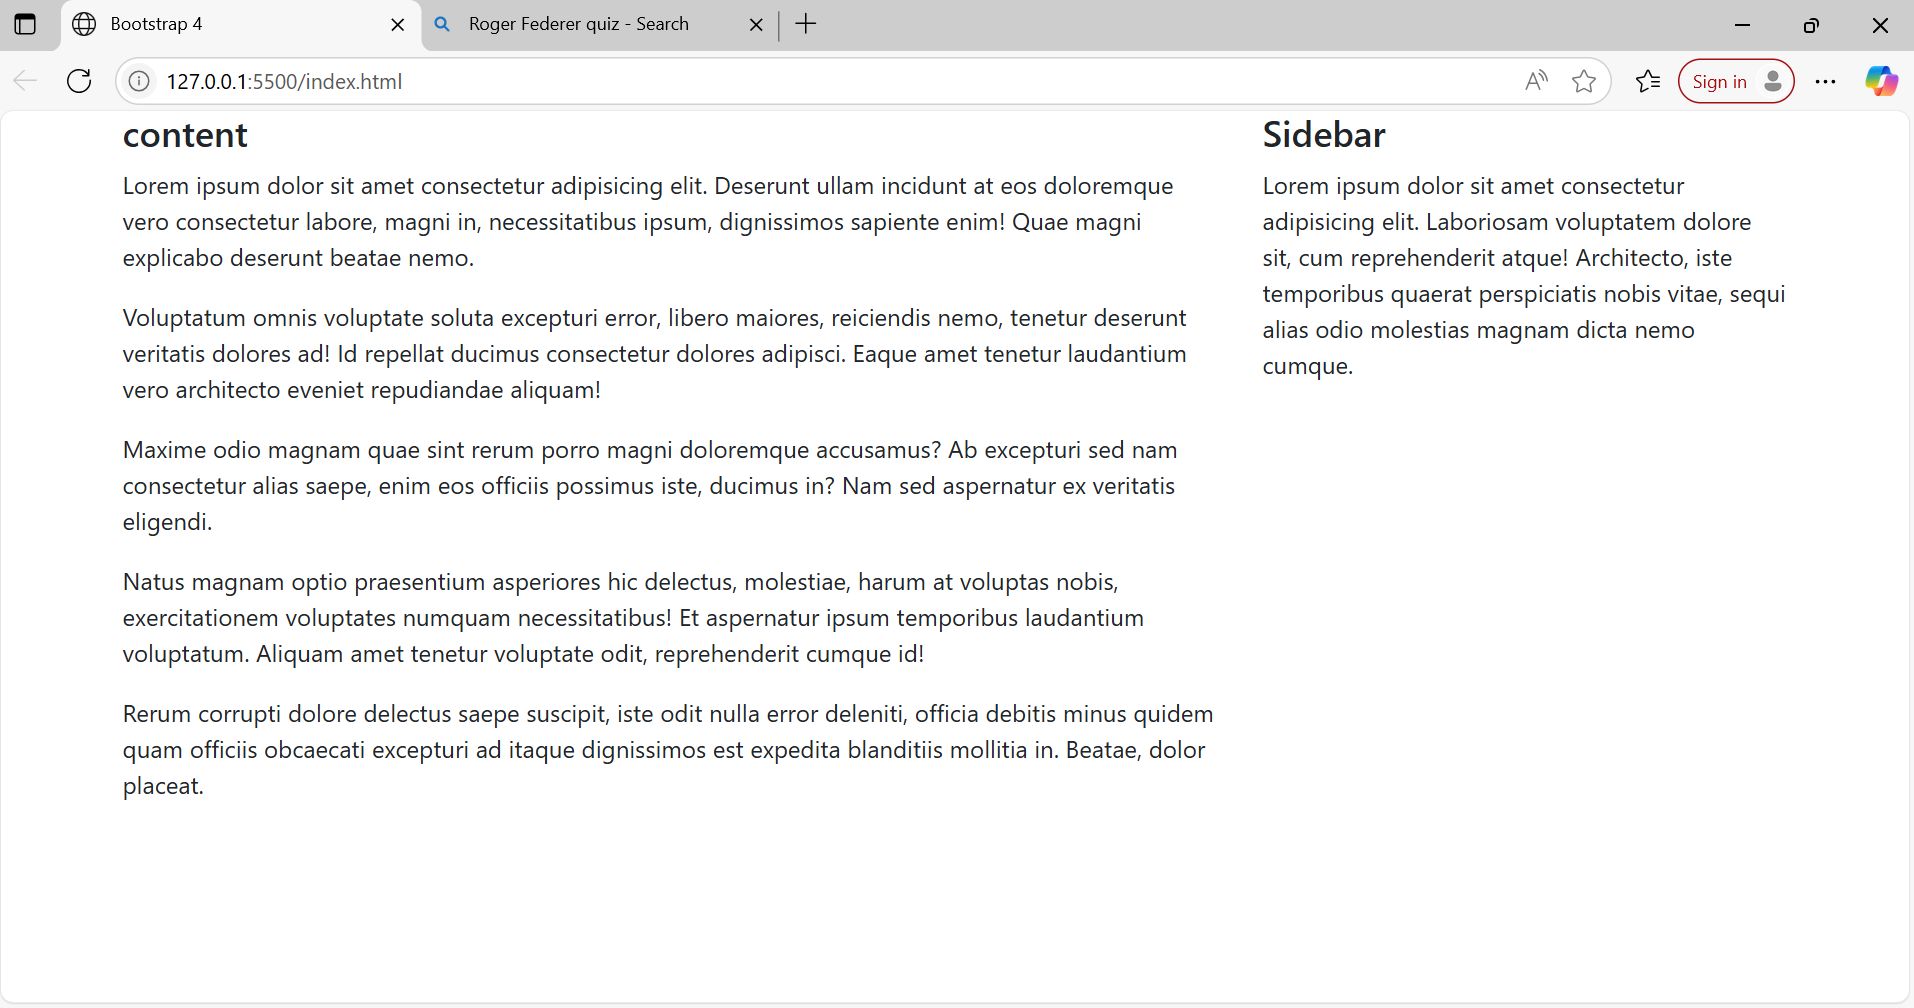 Bootstrap 4
Roger Federer quiz - Search
127.0.0.1:5500/index.html
Sign in
content
Lorem ipsum dolor sit amet consectetur adipisicing elit. Deserunt ullam incidunt at eos doloremque
vero consectetur labore, magni in, necessitatibus ipsum, dignissimos sapiente enim! Quae magni
explicabo deserunt beatae nemo.
Voluptatum omnis voluptate soluta excepturi error, libero maiores, reiciendis nemo, tenetur deserunt
veritatis dolores ad! Id repellat ducimus consectetur dolores adipisci. Eaque amet tenetur laudantium
vero architecto eveniet repudiandae aliquam!
Maxime odio magnam quae sint rerum porro magni doloremque accusamus? Ab excepturi sed nam
consectetur alias saepe, enim eos officiis possimus iste, ducimus in? Nam sed aspernatur ex veritatis
eligendi.
Natus magnam optio praesentium asperiores hic delectus, molestiae, harum at voluptas nobis,
exercitationem voluptates numquam necessitatibus! Et aspernatur ipsum temporibus laudantium
voluptatum. Aliquam amet tenetur voluptate odit, reprehenderit cumque id!
Rerum corrupti dolore delectus saepe suscipit, iste odit nulla error deleniti, officia debitis minus quidem
quam officiis obcaecati excepturi ad itaque dignissimos est expedita blanditiis mollitia in. Beatae, dolor
placeat.
Sidebar
Lorem ipsum dolor sit amet consectetur
adipisicing elit. Laboriosam voluptatem dolore
sit, cum reprehenderit atque! Architecto, iste
temporibus quaerat perspiciatis nobis vitae, sequi
alias odio molestias magnam dicta nemo
cumque.